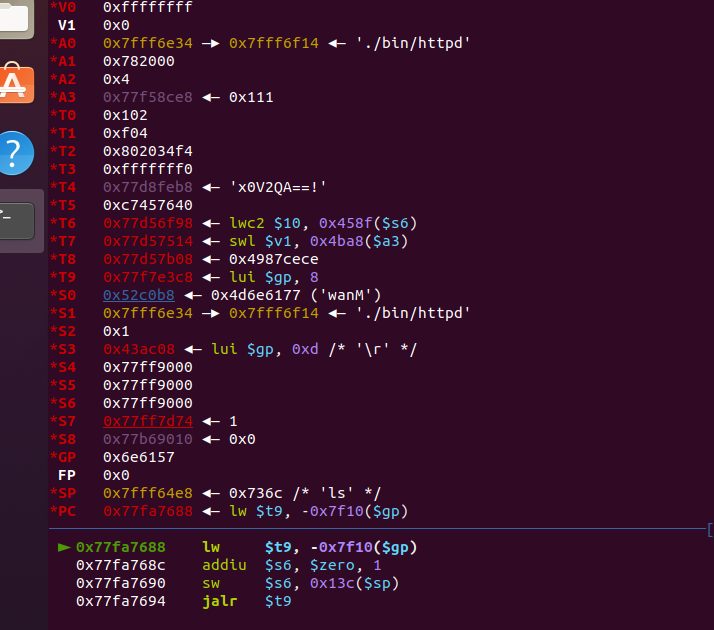 *V0 0xffffffff
V1 0x0
*A0 0x7fff6e34 —▸ 0x7fff6f14 ◂— './bin/httpd'
*A1 0x782000
*A2 0x4
*A3 0x77f58ce8 ◂— 0x111
*T0 0x102
*T1 0xf04
*T2 0x802034f4
*T3 0xfffffff0
*T4 0x77d8feb8 ◂— 'x0V2QA==!'
*T5 0xc7457640
*T6 0x77d56f98 ◂— lwc2 $10, 0x458f($s6)
*T7 0x77d57514 ◂— swl $v1, 0x4ba8($a3)
*T8 0x77d57b08 ◂— 0x4987cece
*T9 0x77f7e3c8 ◂— lui $gp, 8
*S0 0x52c0b8 ◂— 0x4d6e6177 ('wanM')
*S1 0x7fff6e34 —▸ 0x7fff6f14 ◂— './bin/httpd'
*S2 0x1
*S3 0x43ac08 ◂— lui $gp, 0xd /* '\r' */
*S4 0x77ff9000
*S5 0x77ff9000
*S6 0x77ff9000
*S7 0x77ff7d74 ◂— 1
*S8 0x77b69010 ◂— 0x0
*GP 0x6e6157
FP 0x0
*SP 0x7fff64e8 ◂— 0x736c /* 'ls' */
*PC 0x77fa7688 ◂— lw $t9, -0x7f10($gp)
[
► 0x77fa7688 lw $t9, -0x7f10($gp)
0x77fa768c addiu $s6, $zero, 1
0x77fa7690 sw $s6, 0x13c($sp)
0x77fa7694 jalr $t9